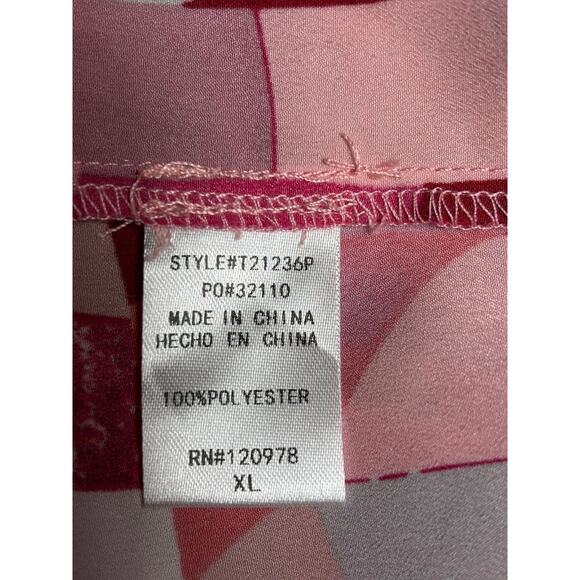 STYLE#T21236P
PO#32110
MADE IN CHINA
HECHO EN CHINA
100%POLYESTER
RN#120978
XL